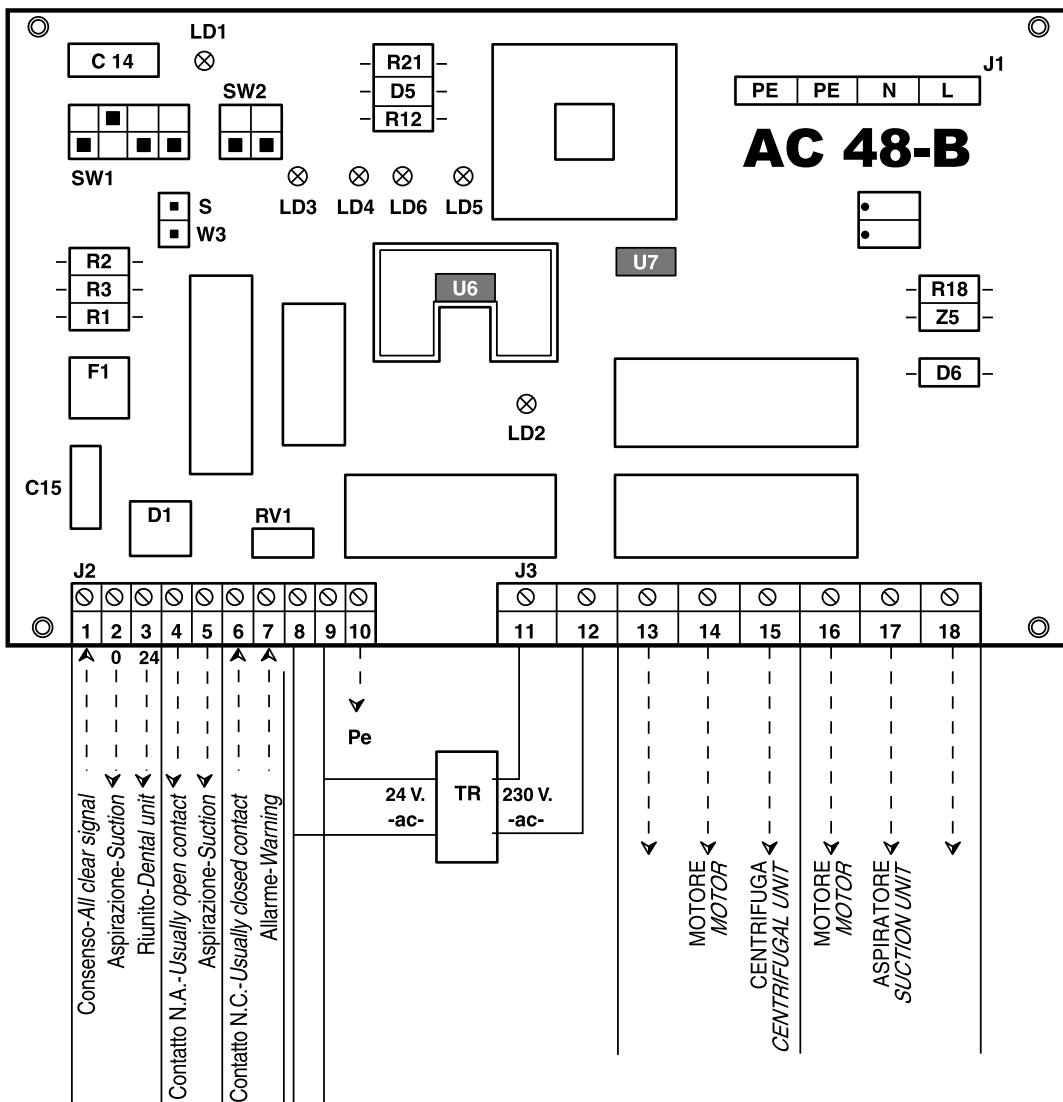 LD1
C 14
R21
D5
R12
J1
PE PE N L
SW2
AC 48-B
SW1
LD3 LD4 LD6 LD5
S
W3
R2
R3
R1
U7
U6
R18
Z5
F1
D6
LD2
C15
D1
RV1
J2
J3
1 2 3 4 5 6 7 8 9 10
11 12 13 14 15 16 17 18
0 24
Pe
24 V.
-ac-
TR
230 V.
-ac-
Consenso-All clear signal
Aspirazione-Suction
Riunito-Dental unit
Contatto N.A.-Usually open contact
Aspirazione-Suction
Contatto N.C.-Usually closed contact
Allarme-Warning
MOTORE
MOTOR
CENTRIFUGA
CENTRIFUGAL UNIT
MOTORE
MOTOR
ASPIRATORE
SUCTION UNIT